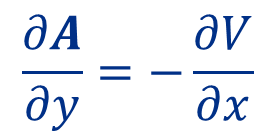 ∂A/∂y = − ∂V/∂x